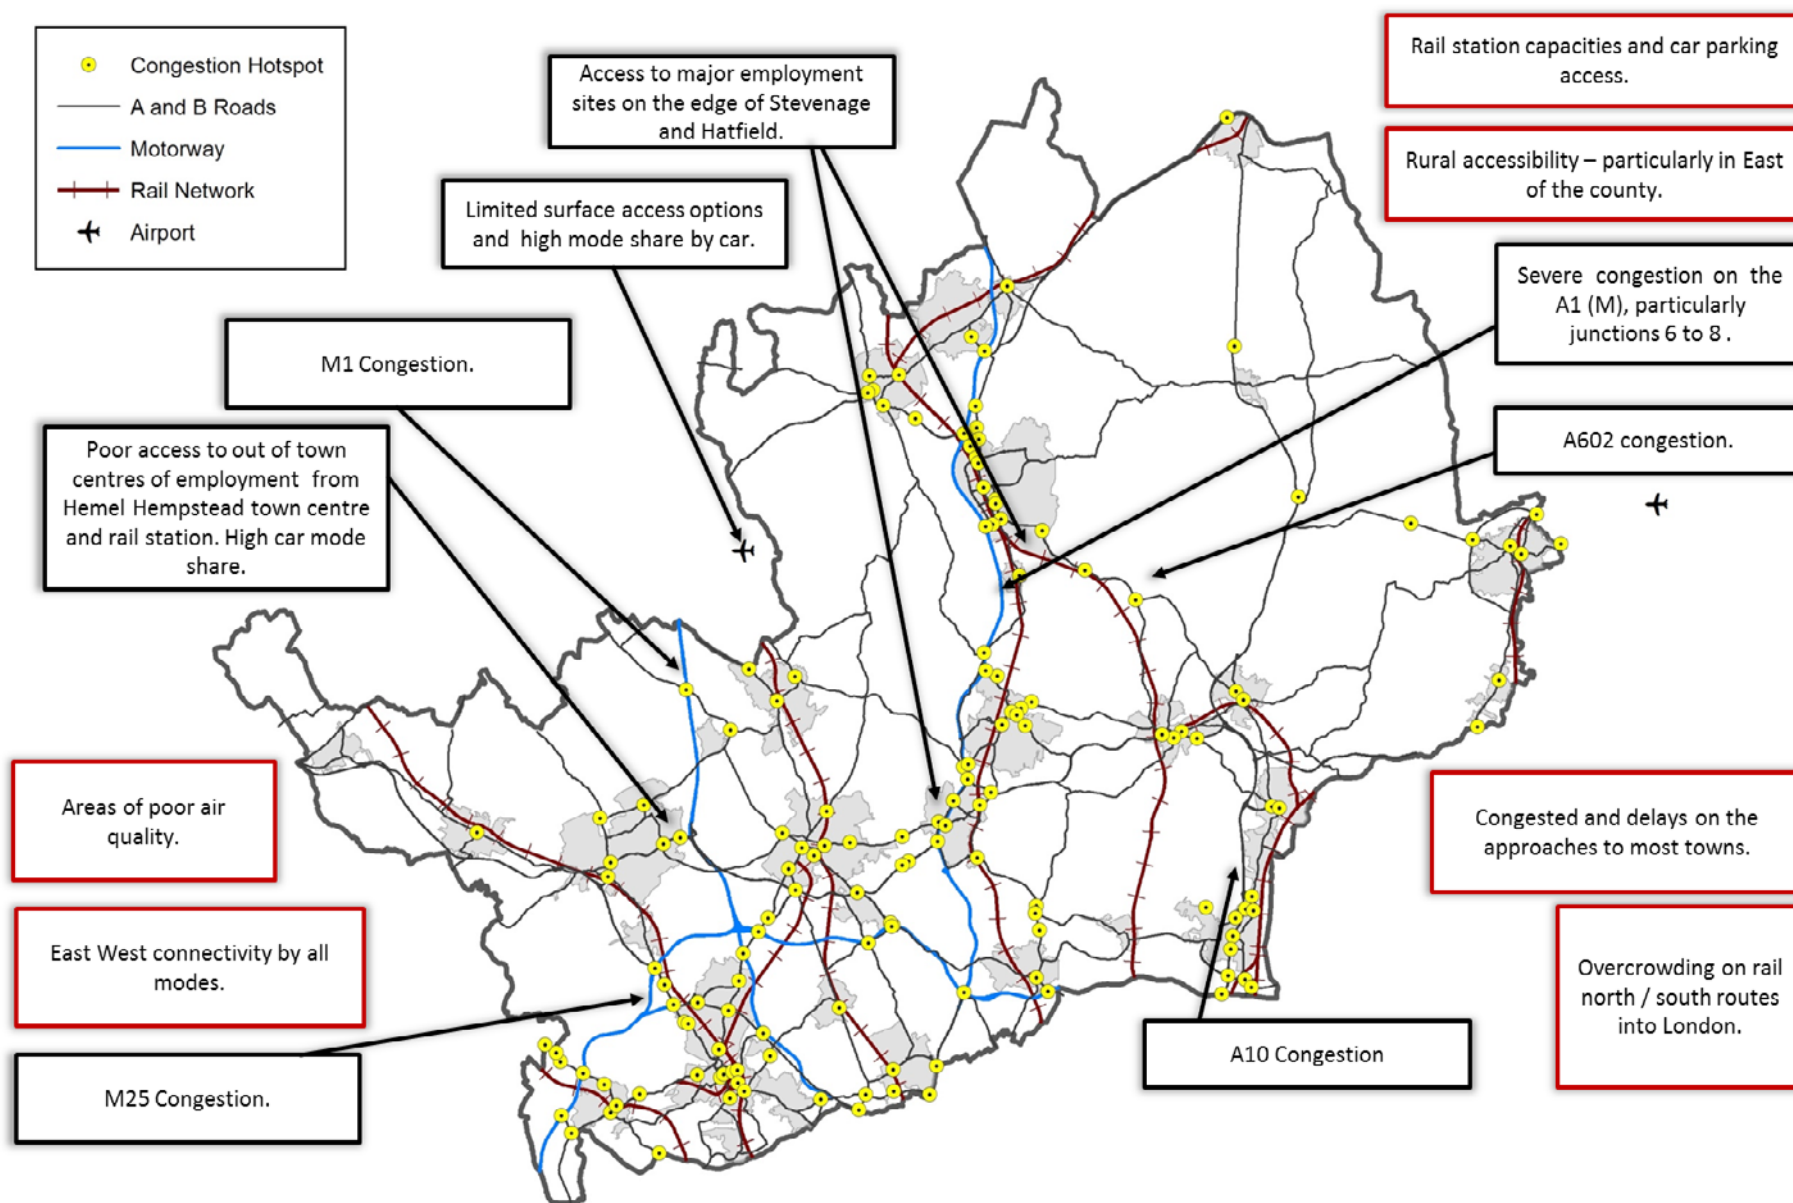 Congestion Hotspot
A and B Roads
Motorway
Rail Network
Airport
Access to major employment
sites on the edge of Stevenage
and Hatfield.
Limited surface access options
and high mode share by car.
M1 Congestion.
Poor access to out of town
centres of employment from
Hemel Hempstead town centre
and rail station. High car mode
share.
Areas of poor air
quality.
East West connectivity by all
modes.
M25 Congestion.
Rail station capacities and car parking
access.
Rural accessibility – particularly in East
of the county.
Severe congestion on the
A1 (M), particularly
junctions 6 to 8 .
A602 congestion.
Congested and delays on the
approaches to most towns.
Overcrowding on rail
north / south routes
into London.
A10 Congestion